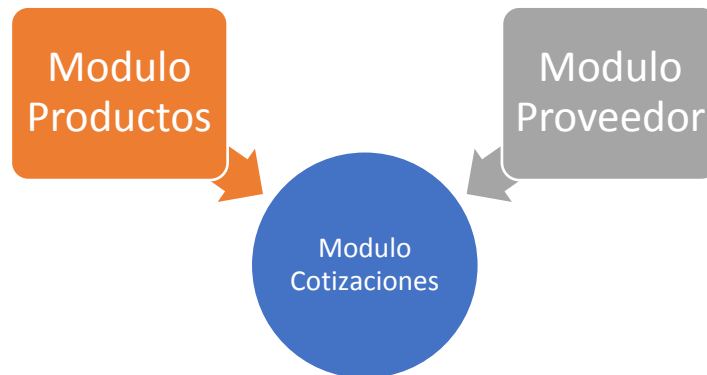 Modulo
Productos
Modulo
Proveedor
Modulo
Cotizaciones